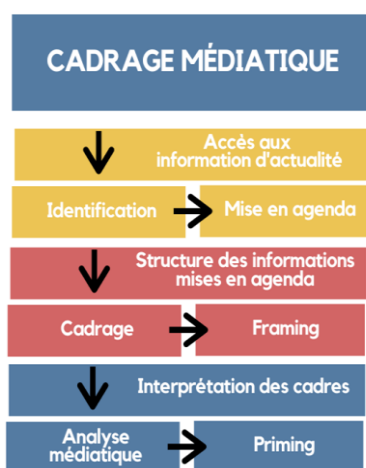 CADRAGE MÉDIATIQUE
Accès aux
information d'actualité
Identification
Mise en agenda
Structure des informations
mises en agenda
Cadrage
Framing
Interprétation des cadres
Analyse
médiatique
Priming